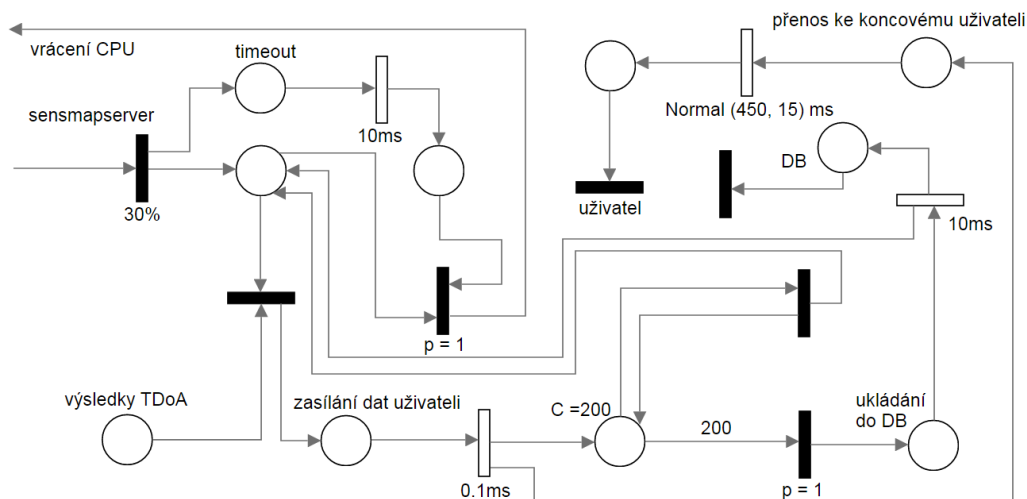 přenos ke koncovému uživateli
vrácení CPU
timeout
sensmapserver
10ms
Normal (450, 15) ms
DB
30%
uživatel
10ms
p = 1
výsledky TDoA
zasílání dat uživateli
C =200
200
ukládání
do DB
0.1ms
p = 1